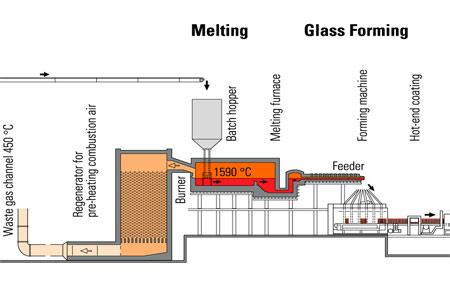 Melting
Glass Forming
Waste gas channel 450 °C
Regenerator for
pre-heating combustion air
Burner
Batch hopper
Melting furnace
Forming machine
Hot-end coating
1590 °C
Feeder